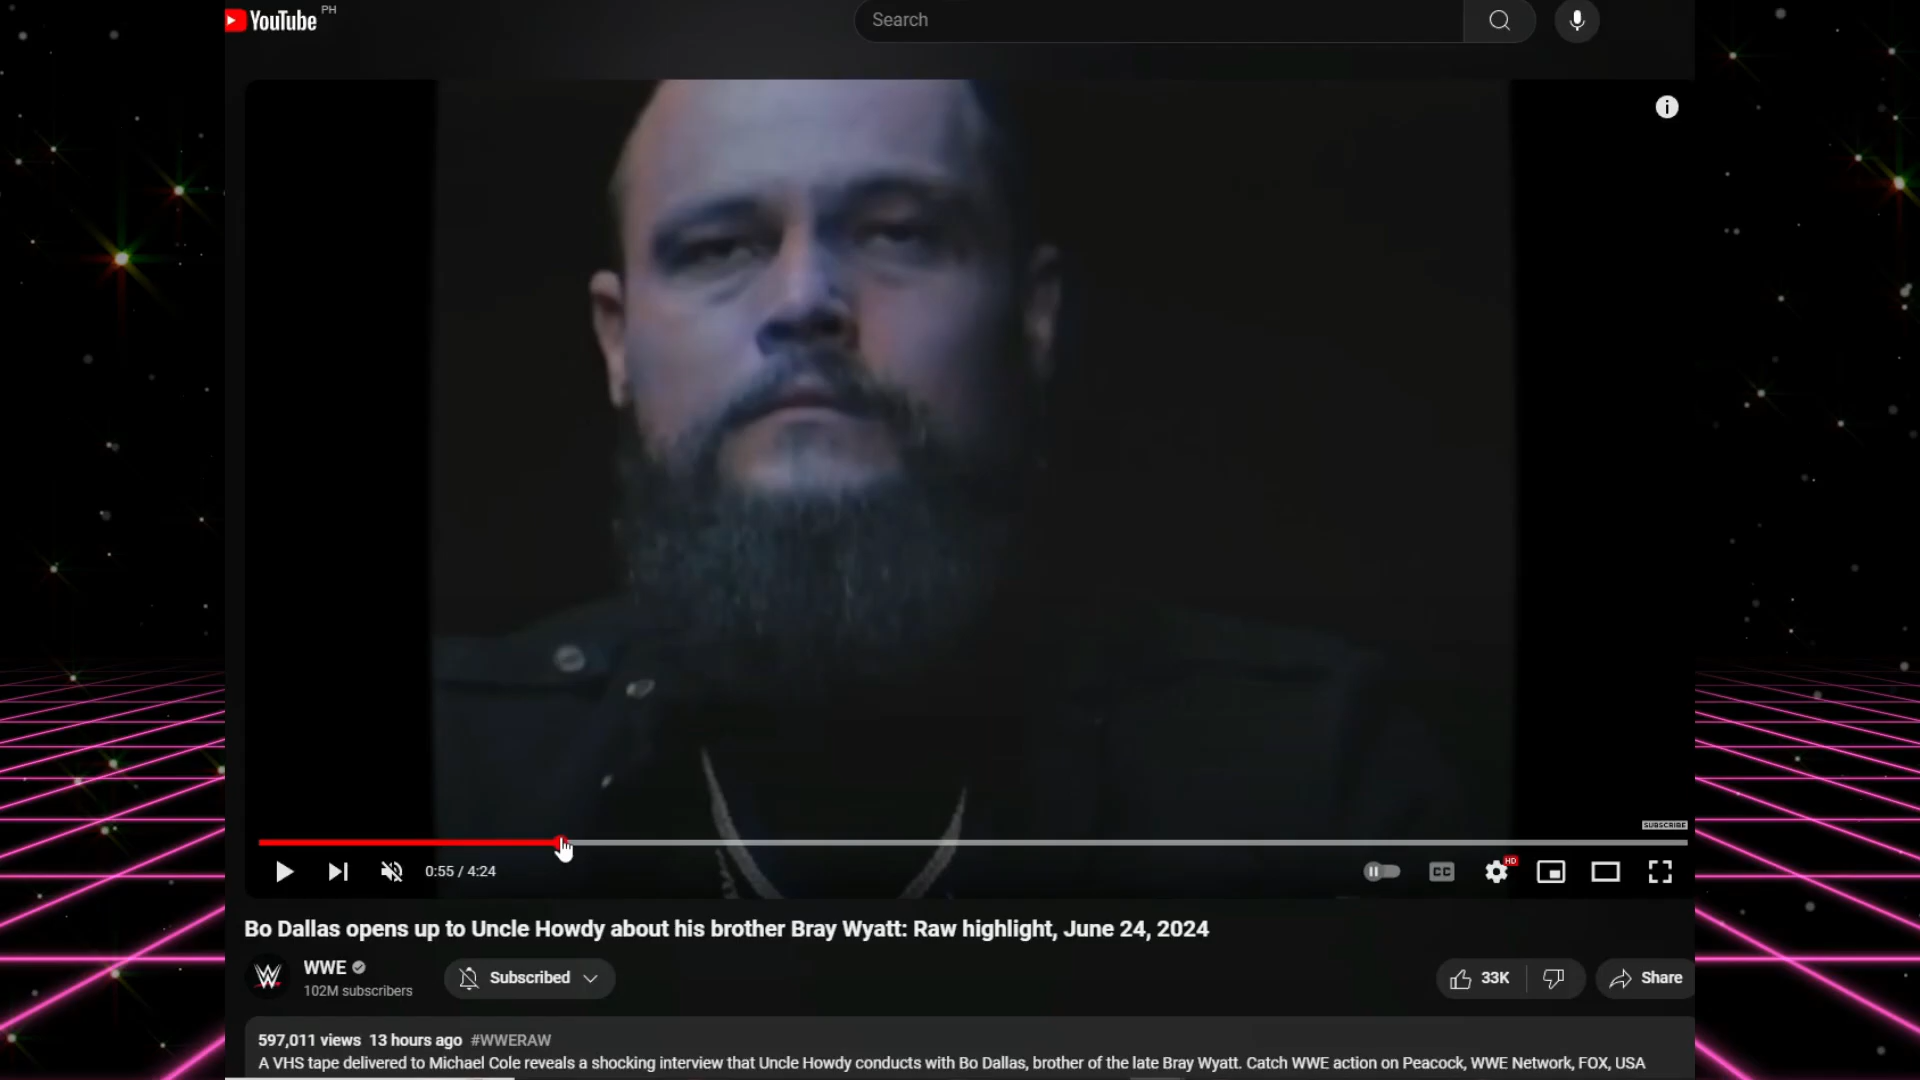 YouTube PH
Search
SUBSCRIBE
HD
CC
0:55 / 4:24
Bo Dallas opens up to Uncle Howdy about his brother Bray Wyatt: Raw highlight, June 24, 2024
WWE
102M subscribers
Subscribed
33K
Share
597,011 views 13 hours ago #WWERAW
A VHS tape delivered to Michael Cole reveals a shocking interview that Uncle Howdy conducts with Bo Dallas, brother of the late Bray Wyatt. Catch WWE action on Peacock, WWE Network, FOX, USA